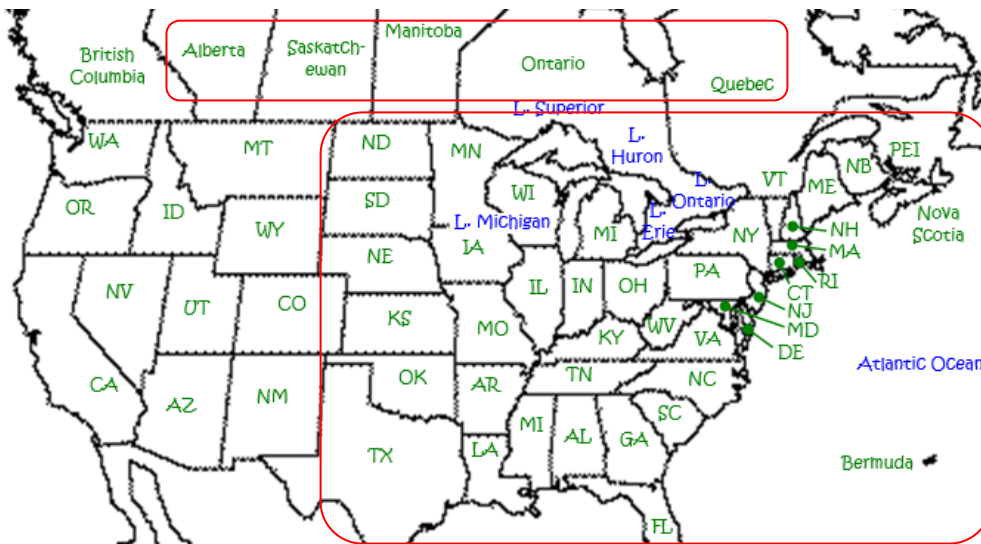 Manitoba
Alberta
Saskatch-
ewan
British
Columbia
Ontario
Quebec
L. Superior
WA
MT
ND
MN
L.
Huron
VT
NB
PEI
ME
OR
ID
WY
SD
WI
L.
Ontario
L. Michigan
L.
Erie
MI
NY
NH
Nova
Scotia
NE
IA
MA
NV
UT
CO
KS
IL
IN
OH
PA
CT
RI
NJ
MO
KY
WV
VA
MD
DE
Atlantic Ocean
CA
AZ
NM
OK
AR
TN
NC
TX
LA
MI
AL
GA
SC
Bermuda
FL